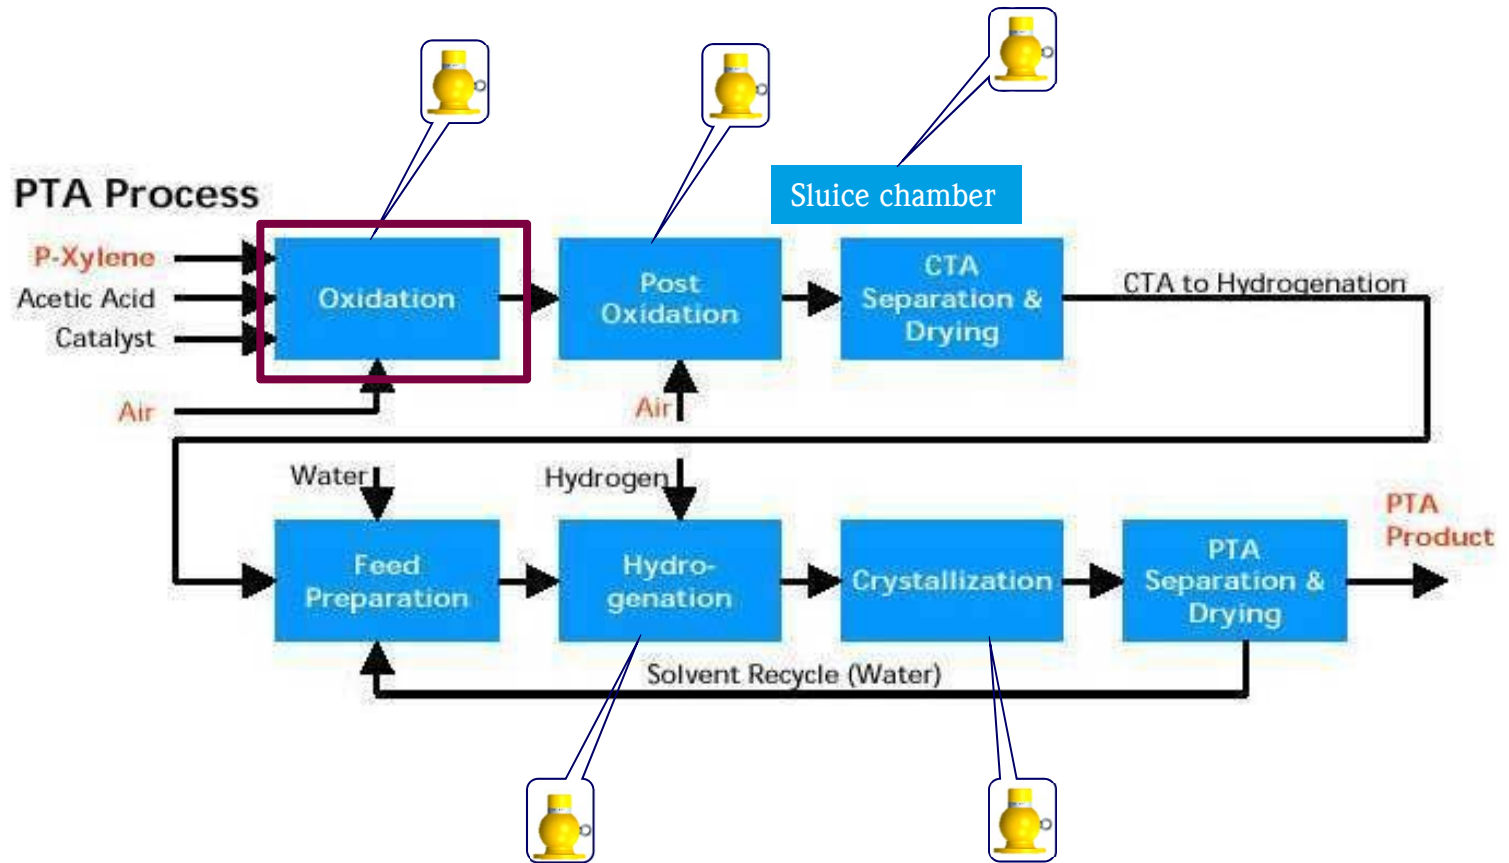 PTA Process
Sluice chamber
P-Xylene
Acetic Acid
Catalyst
Air
Oxidation
Post
Oxidation
Air
CTA
Separation &
Drying
CTA to Hydrogenation
Water
Hydrogen
Feed
Preparation
Hydro-
genation
Crystallization
PTA
Separation &
Drying
PTA
Product
Solvent Recycle (Water)